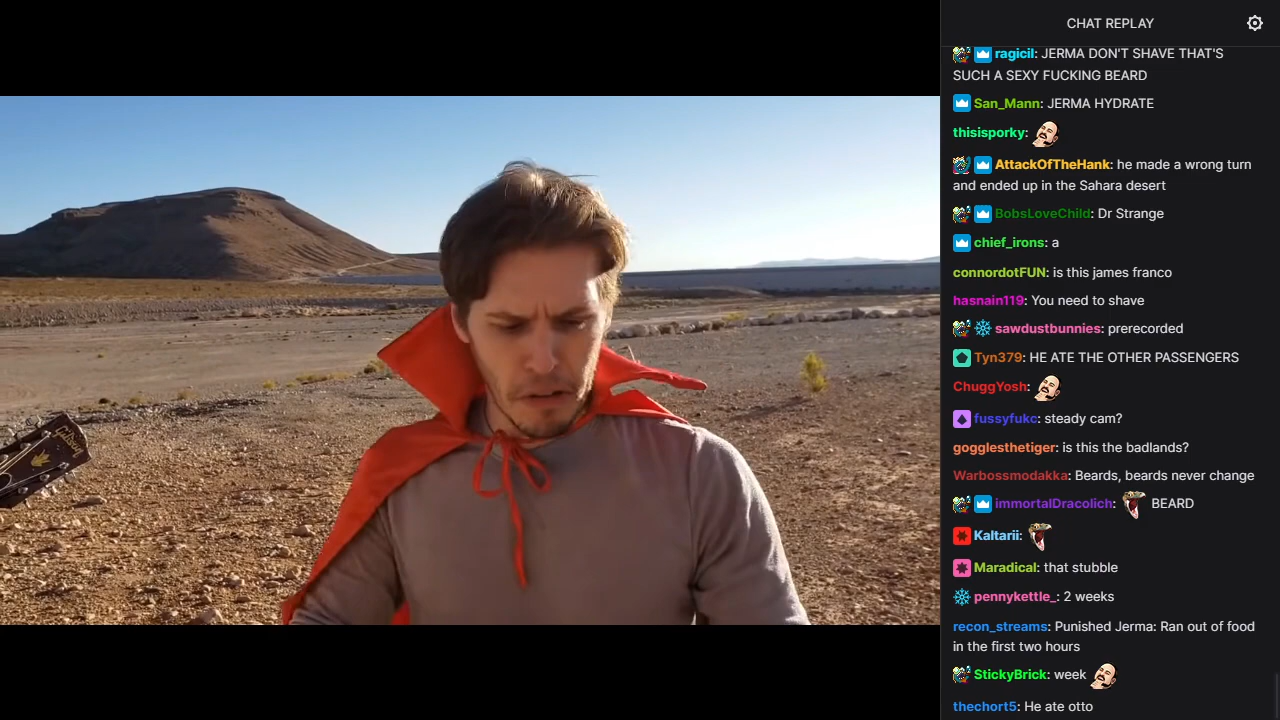 CHAT REPLAY
ragicil: JERMA DON'T SHAVE THAT'S
SUCH A SEXY FUCKING BEARD
San_Mann: JERMA HYDRATE
thisisporky:
AttackOfTheHank: he made a wrong turn
and ended up in the Sahara desert
BobsLoveChild: Dr Strange
chief_irons: a
connordotFUN: is this james franco
hasnain119: You need to shave
sawdustbunnies: prerecorded
Tyn379: HE ATE THE OTHER PASSENGERS
ChuggYosh:
fussyfukc: steady cam?
gogglesthetiger: is this the badlands?
Warbossmodakka: Beards, beards never change
immortalDracolich: BEARD
Kaltarii:
Maradical: that stubble
pennykettle_: 2 weeks
recon_streams: Punished Jerma: Ran out of food
in the first two hours
StickyBrick: week
thechort5: He ate otto
Gibson